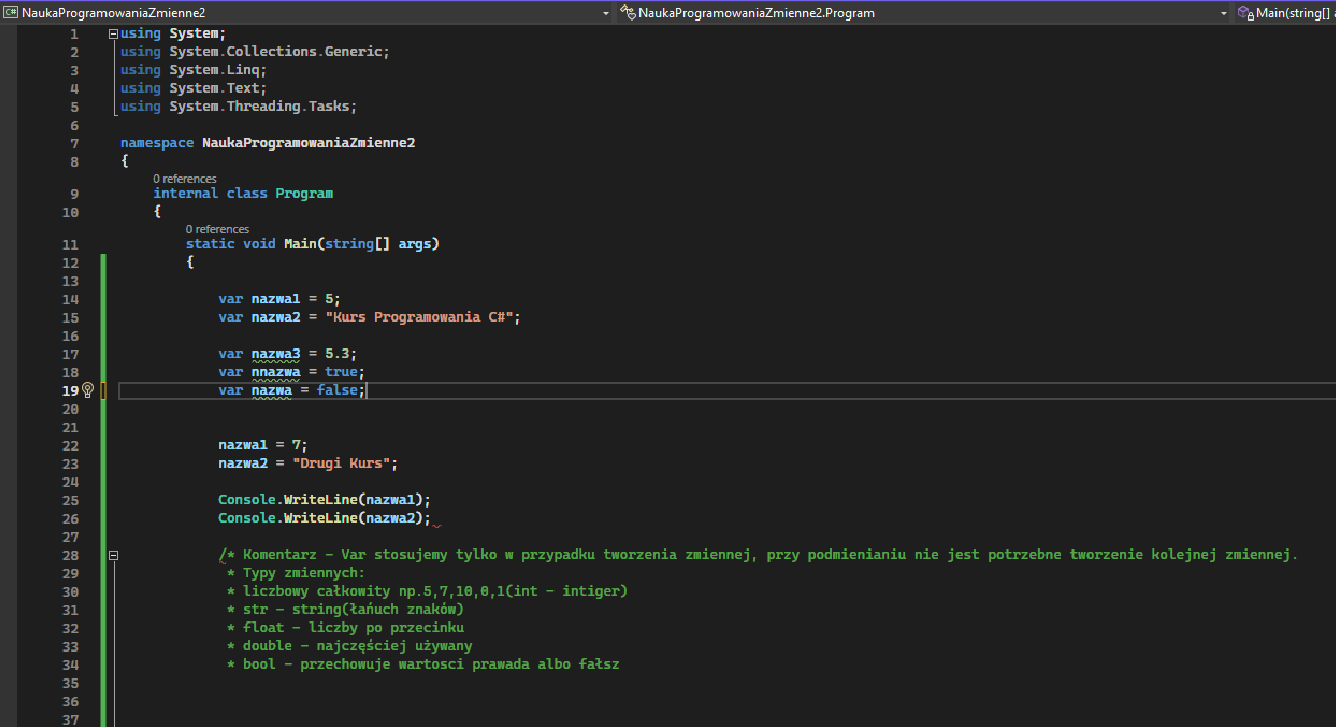 C# NaukaProgramowaniaZmienne2 NaukaProgramowaniaZmienne2.Program Main(string[] a
1 using System;
2 using System.Collections.Generic;
3 using System.Linq;
4 using System.Text;
5 using System.Threading.Tasks;
6
7 namespace NaukaProgramowaniaZmienne2
8 {
0 references
9 internal class Program
10 {
0 references
11 static void Main(string[] args)
12 {
13
14 var nazwa1 = 5;
15 var nazwa2 = "Kurs Programowania C#";
16
17 var nazwa3 = 5.3;
18 var nnazwa = true;
19 var nazwa = false;
20
21
22 nazwa1 = 7;
23 nazwa2 = "Drugi Kurs";
24
25 Console.WriteLine(nazwa1);
26 Console.WriteLine(nazwa2);
27
28 /* Komentarz - Var stosujemy tylko w przypadku tworzenia zmiennej, przy podmienianiu nie jest potrzebne tworzenie kolejnej zmiennej.
29 * Typy zmiennych:
30 * liczbowy całkowity np.5,7,10,0,1(int - intiger)
31 * str - string(łańuch znaków)
32 * float - liczby po przecinku
33 * double - najczęściej używany
34 * bool - przechowuje wartosci prawada albo fałsz
35
36
37